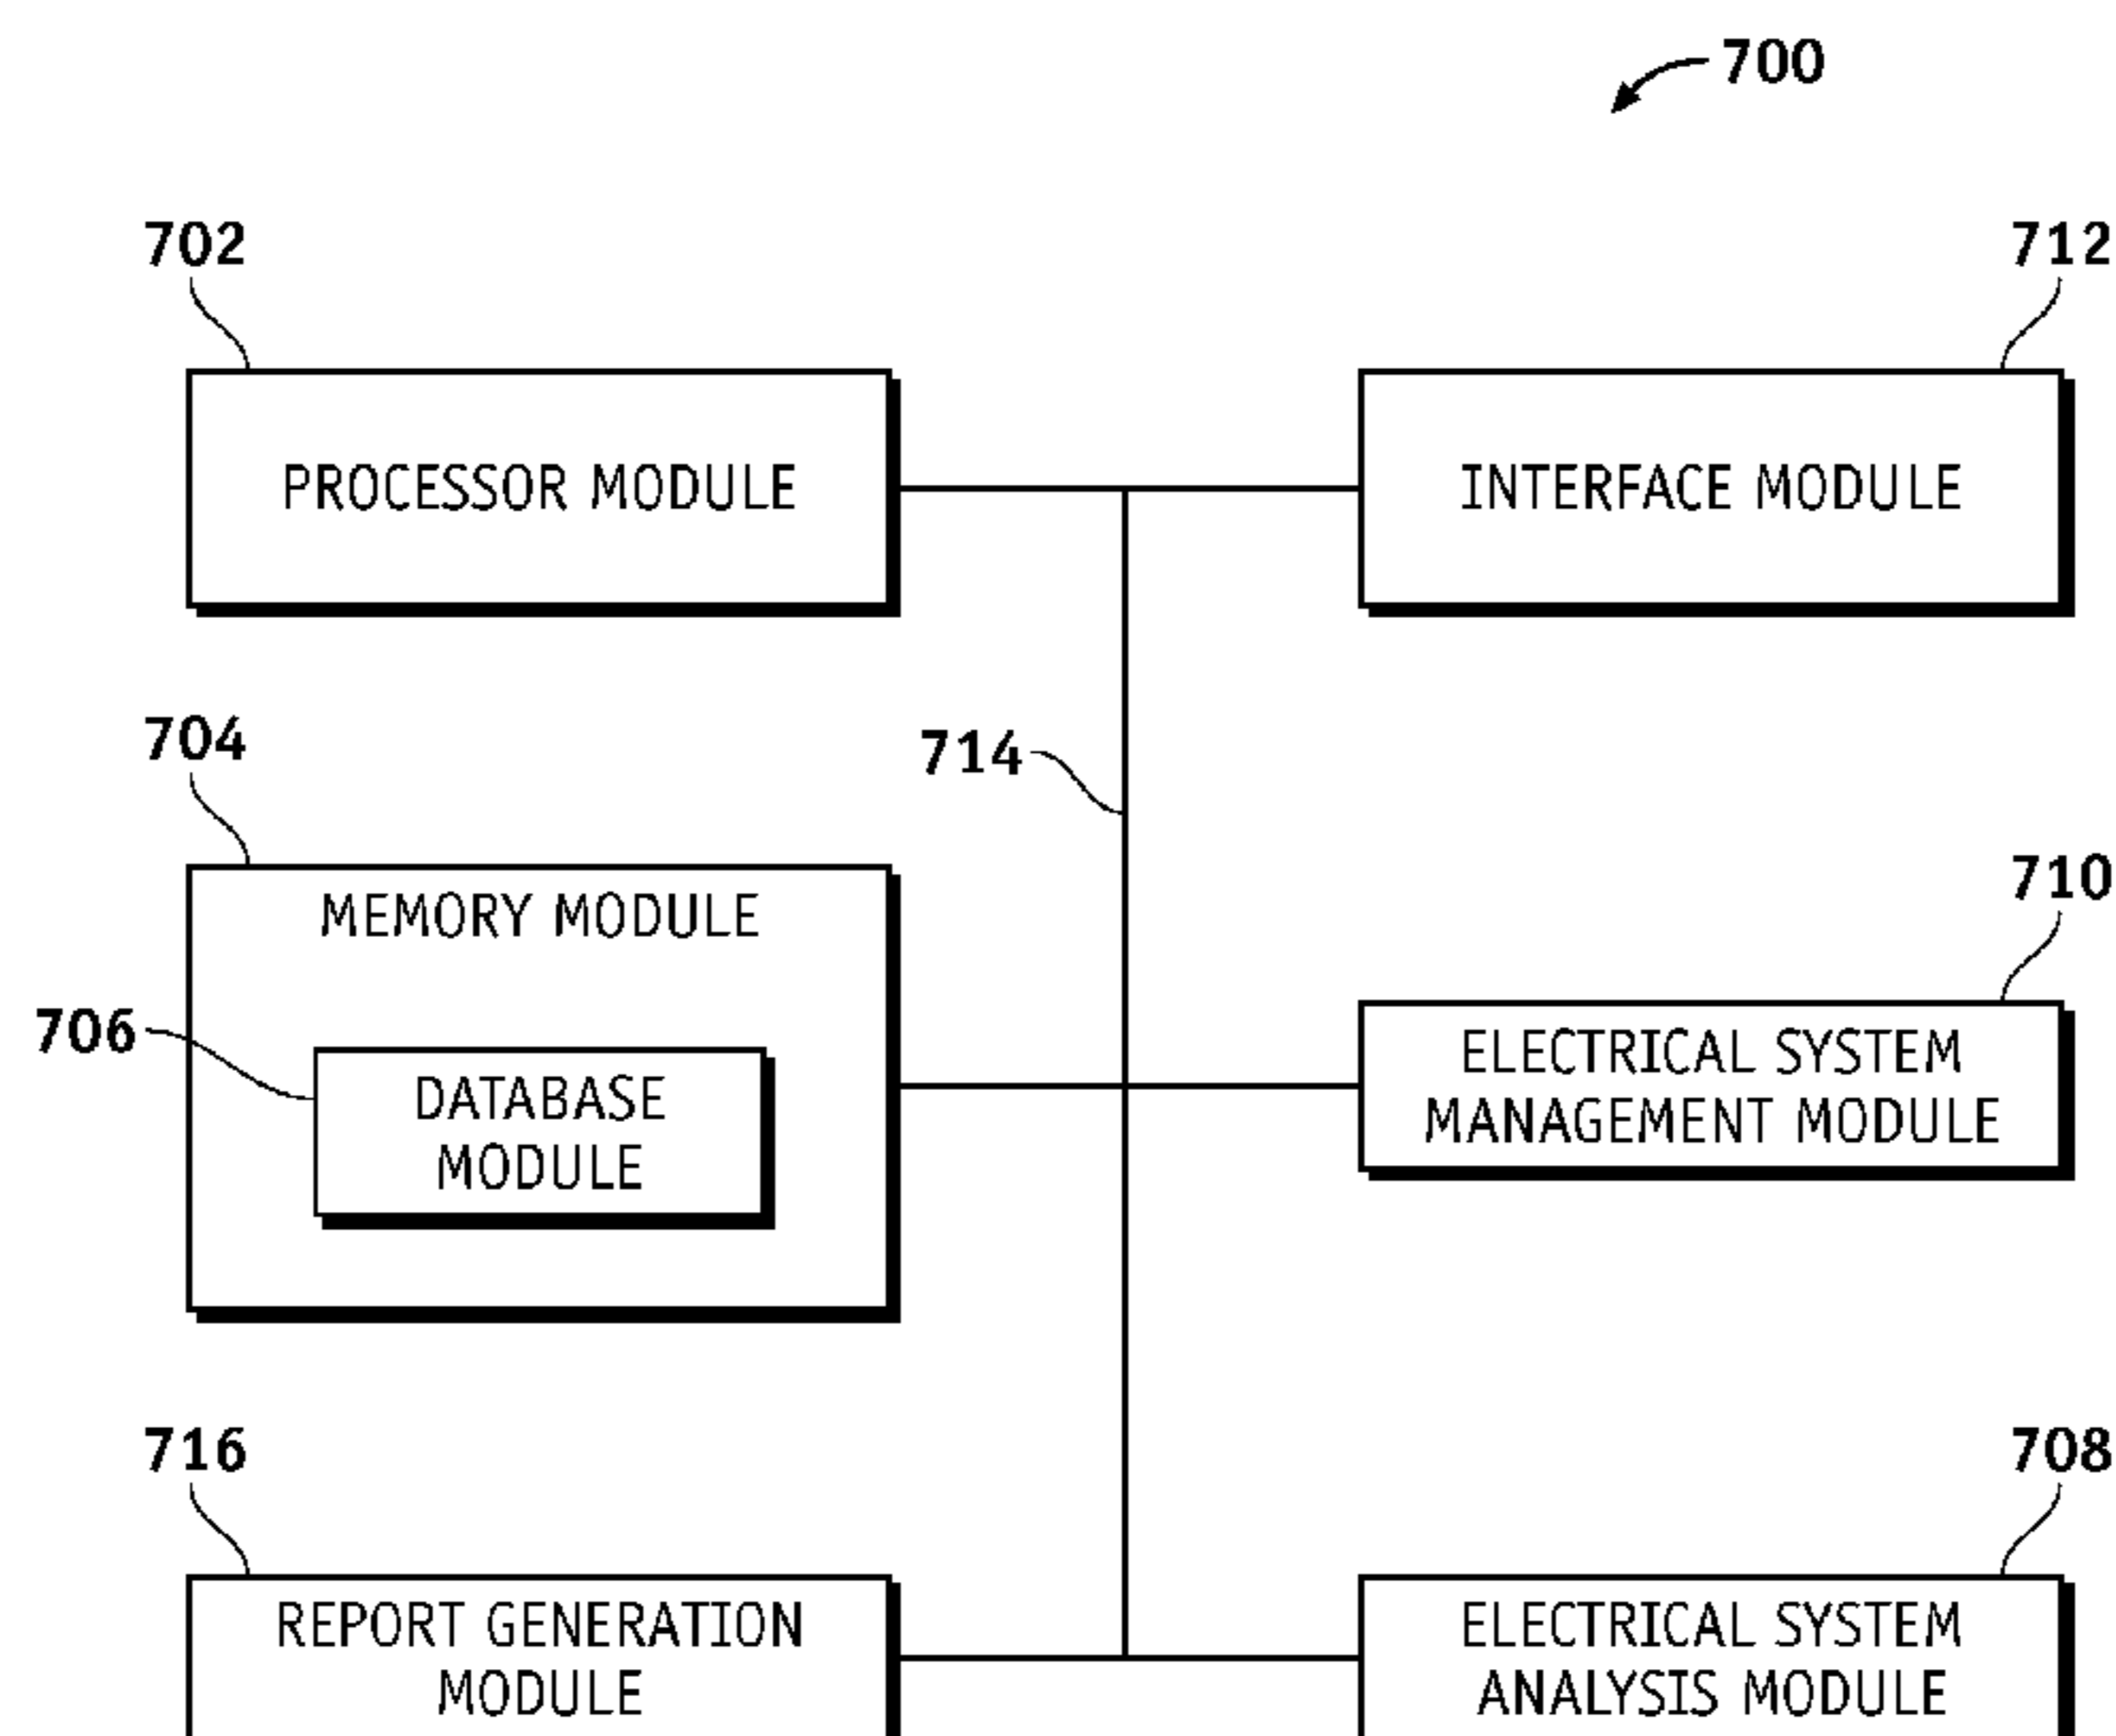 700
702
712
PROCESSOR MODULE
INTERFACE MODULE
704
714
710
MEMORY MODULE
706
DATABASE
MODULE
ELECTRICAL SYSTEM
MANAGEMENT MODULE
716
708
REPORT GENERATION
MODULE
ELECTRICAL SYSTEM
ANALYSIS MODULE